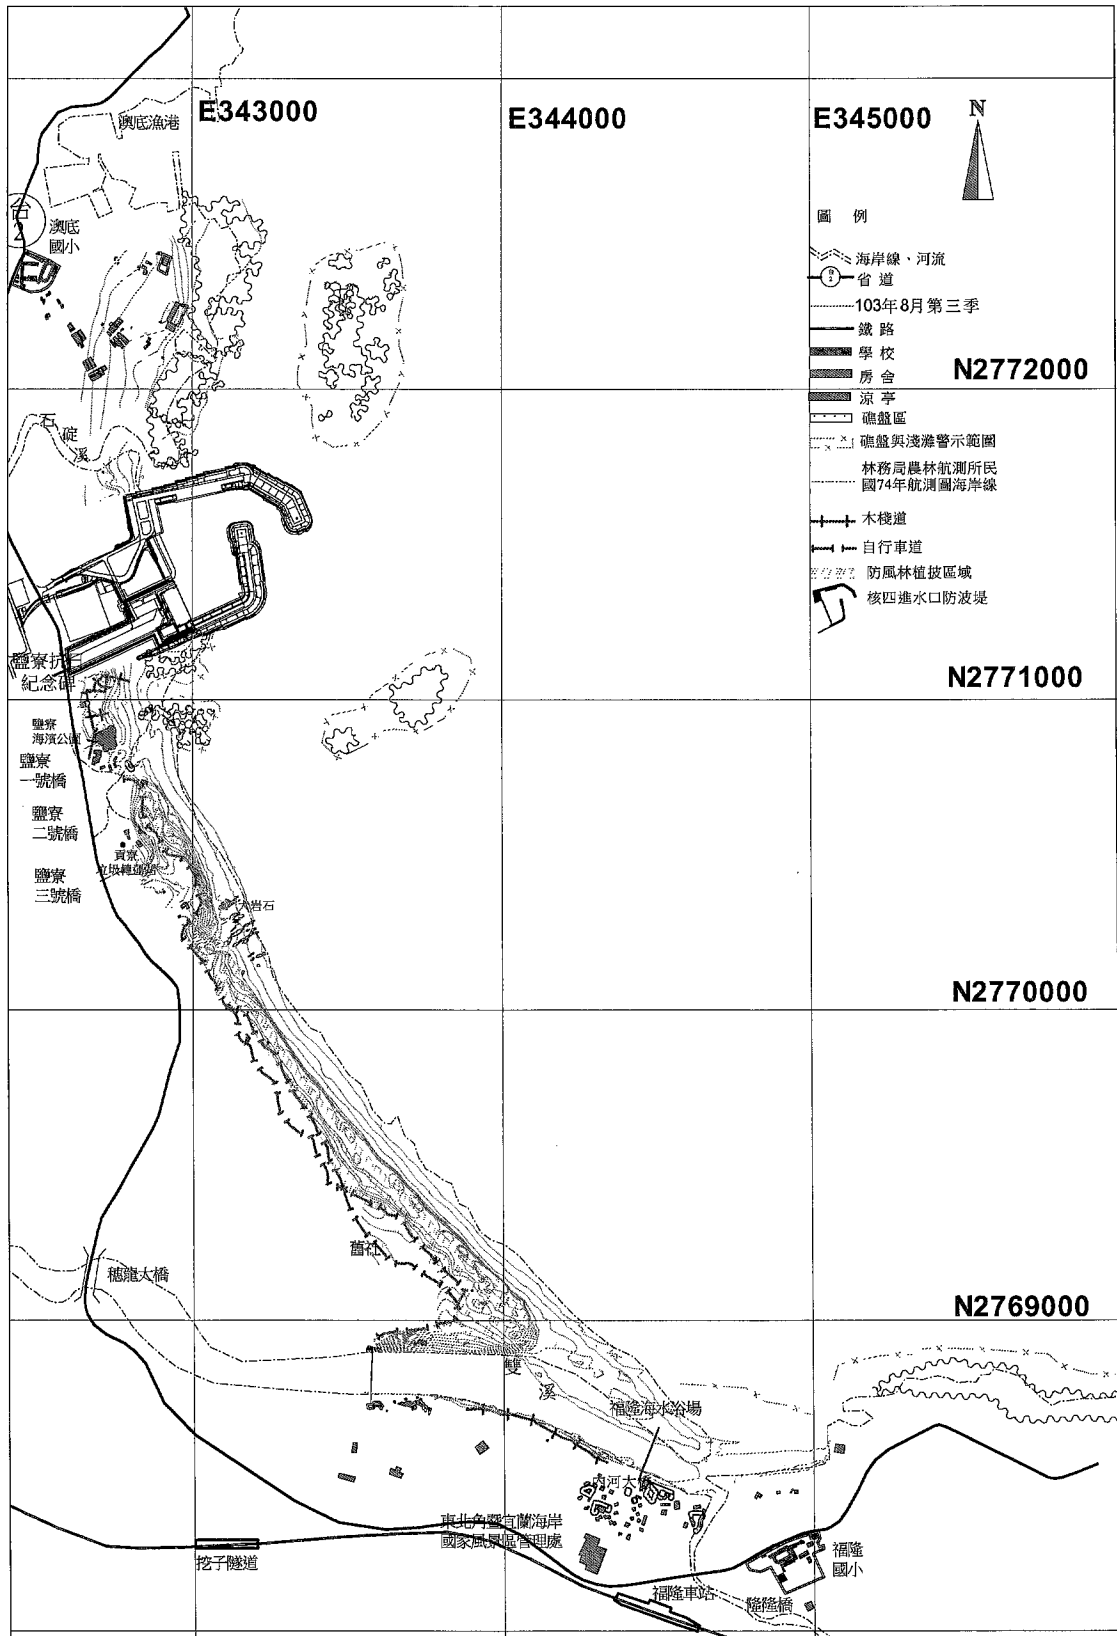 E343000
E344000
E345000
N
澳底漁港
台
2
澳底
國小
圖 例
海岸線、河流
台
2
省道
103年8月第三季
鐵路
學校
房舍
涼亭
礁盤區
礁盤與淺灘警示範圍
林務局農林航測所民
國74年航測圖海岸線
木棧道
自行車道
防風林植披區域
核四進水口防波堤
N2772000
石碇溪
鹽寮抗日
紀念碑
N2771000
鹽寮
海濱公園
鹽寮
一號橋
鹽寮
二號橋
貢寮
垃圾轉運站
鹽寮
三號橋
大岩石
N2770000
舊社
穗龍大橋
N2769000
雙溪
福隆海水浴場
內河大橋
東北角暨宜蘭海岸
國家風景區管理處
挖子隧道
福隆車站
隆隆橋
福隆
國小